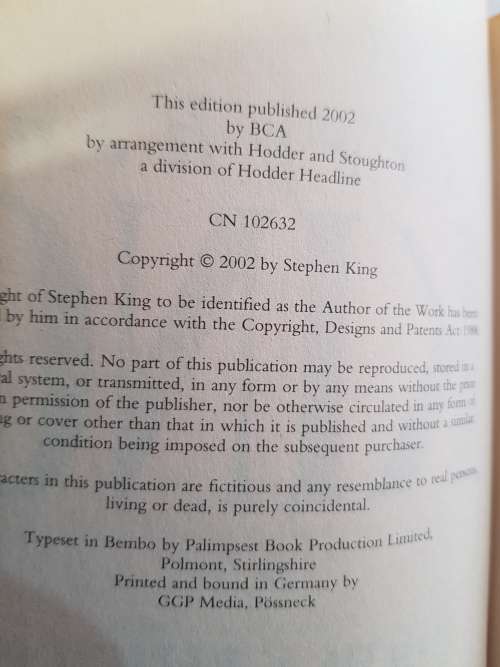 This edition published 2002
by BCA
by arrangement with Hodder and Stoughton
a division of Hodder Headline
CN 102632
Copyright © 2002 by Stephen King
ght of Stephen King to be identified as the Author of the Work has been
by him in accordance with the Copyright, Designs and Patents Act 1988
ghts reserved. No part of this publication may be reproduced, stored in a
al system, or transmitted, in any form or by any means without the prior
n permission of the publisher, nor be otherwise circulated in any form of
ng or cover other than that in which it is published and without a similar
condition being imposed on the subsequent purchaser.
acters in this publication are fictitious and any resemblance to real persons,
living or dead, is purely coincidental.
Typeset in Bembo by Palimpsest Book Production Limited,
Polmont, Stirlingshire
Printed and bound in Germany by
GGP Media, Pössneck